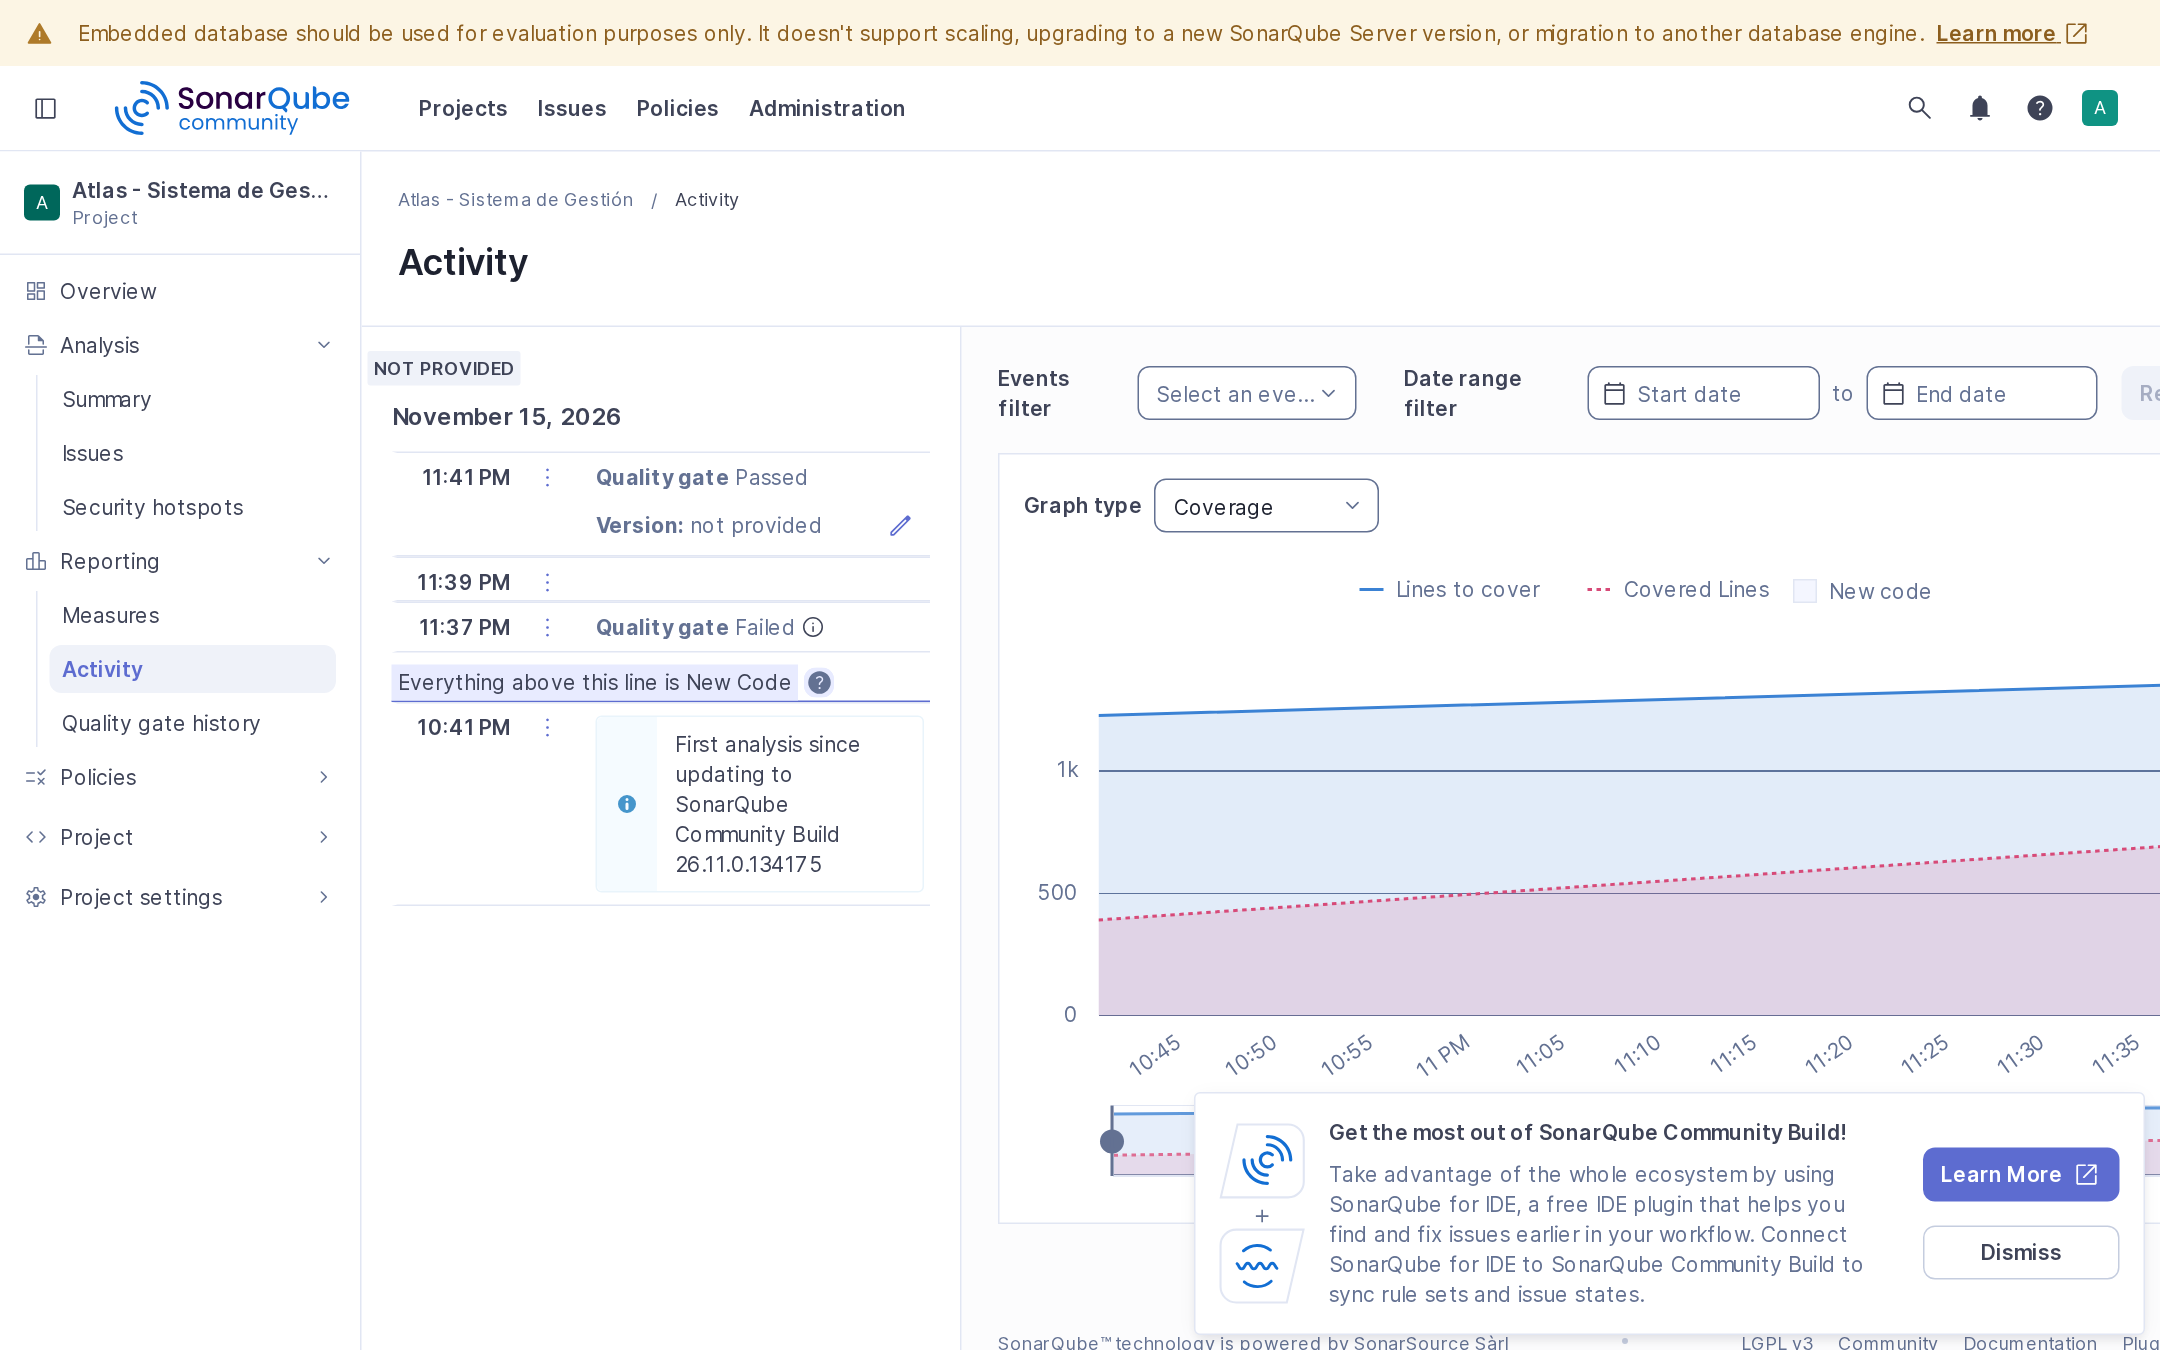 Embedded database should be used for evaluation purposes only. It doesn't support scaling, upgrading to a new SonarQube Server version, or migration to another database engine. Learn more
SonarQube community
Projects Issues Policies Administration
A
A
Atlas - Sistema de Ges...
Project
Overview
Analysis
Summary
Issues
Security hotspots
Reporting
Measures
Activity
Quality gate history
Policies
Project
Project settings
Atlas - Sistema de Gestión / Activity
Activity
NOT PROVIDED
November 15, 2026
11:41 PM Quality gate Passed
Version: not provided
11:39 PM
11:37 PM Quality gate Failed
Everything above this line is New Code
10:41 PM
First analysis since
updating to
SonarQube
Community Build
26.11.0.134175
Events
filter
Select an eve...
Date range
filter
Start date to End date
Re
Graph type Coverage
Lines to cover Covered Lines New code
1k
500
0
10:45 10:50 10:55 11 PM 11:05 11:10 11:15 11:20 11:25 11:30 11:35
Get the most out of SonarQube Community Build!
Take advantage of the whole ecosystem by using
SonarQube for IDE, a free IDE plugin that helps you
find and fix issues earlier in your workflow. Connect
SonarQube for IDE to SonarQube Community Build to
sync rule sets and issue states.
Learn More
Dismiss
SonarQube™ technology is powered by SonarSource Sàrl
LGPL v3 Community Documentation Plug